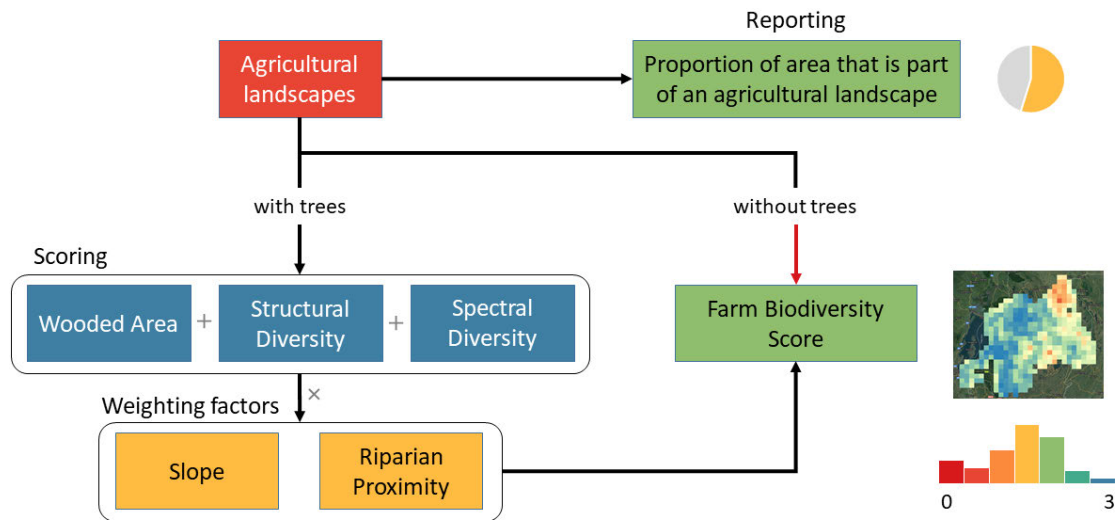 Reporting
Agricultural
landscapes
Proportion of area that is part
of an agricultural landscape
with trees
without trees
Scoring
Wooded Area + Structural
Diversity + Spectral
Diversity
Farm Biodiversity
Score
×
Weighting factors
Slope
Riparian
Proximity
0
3